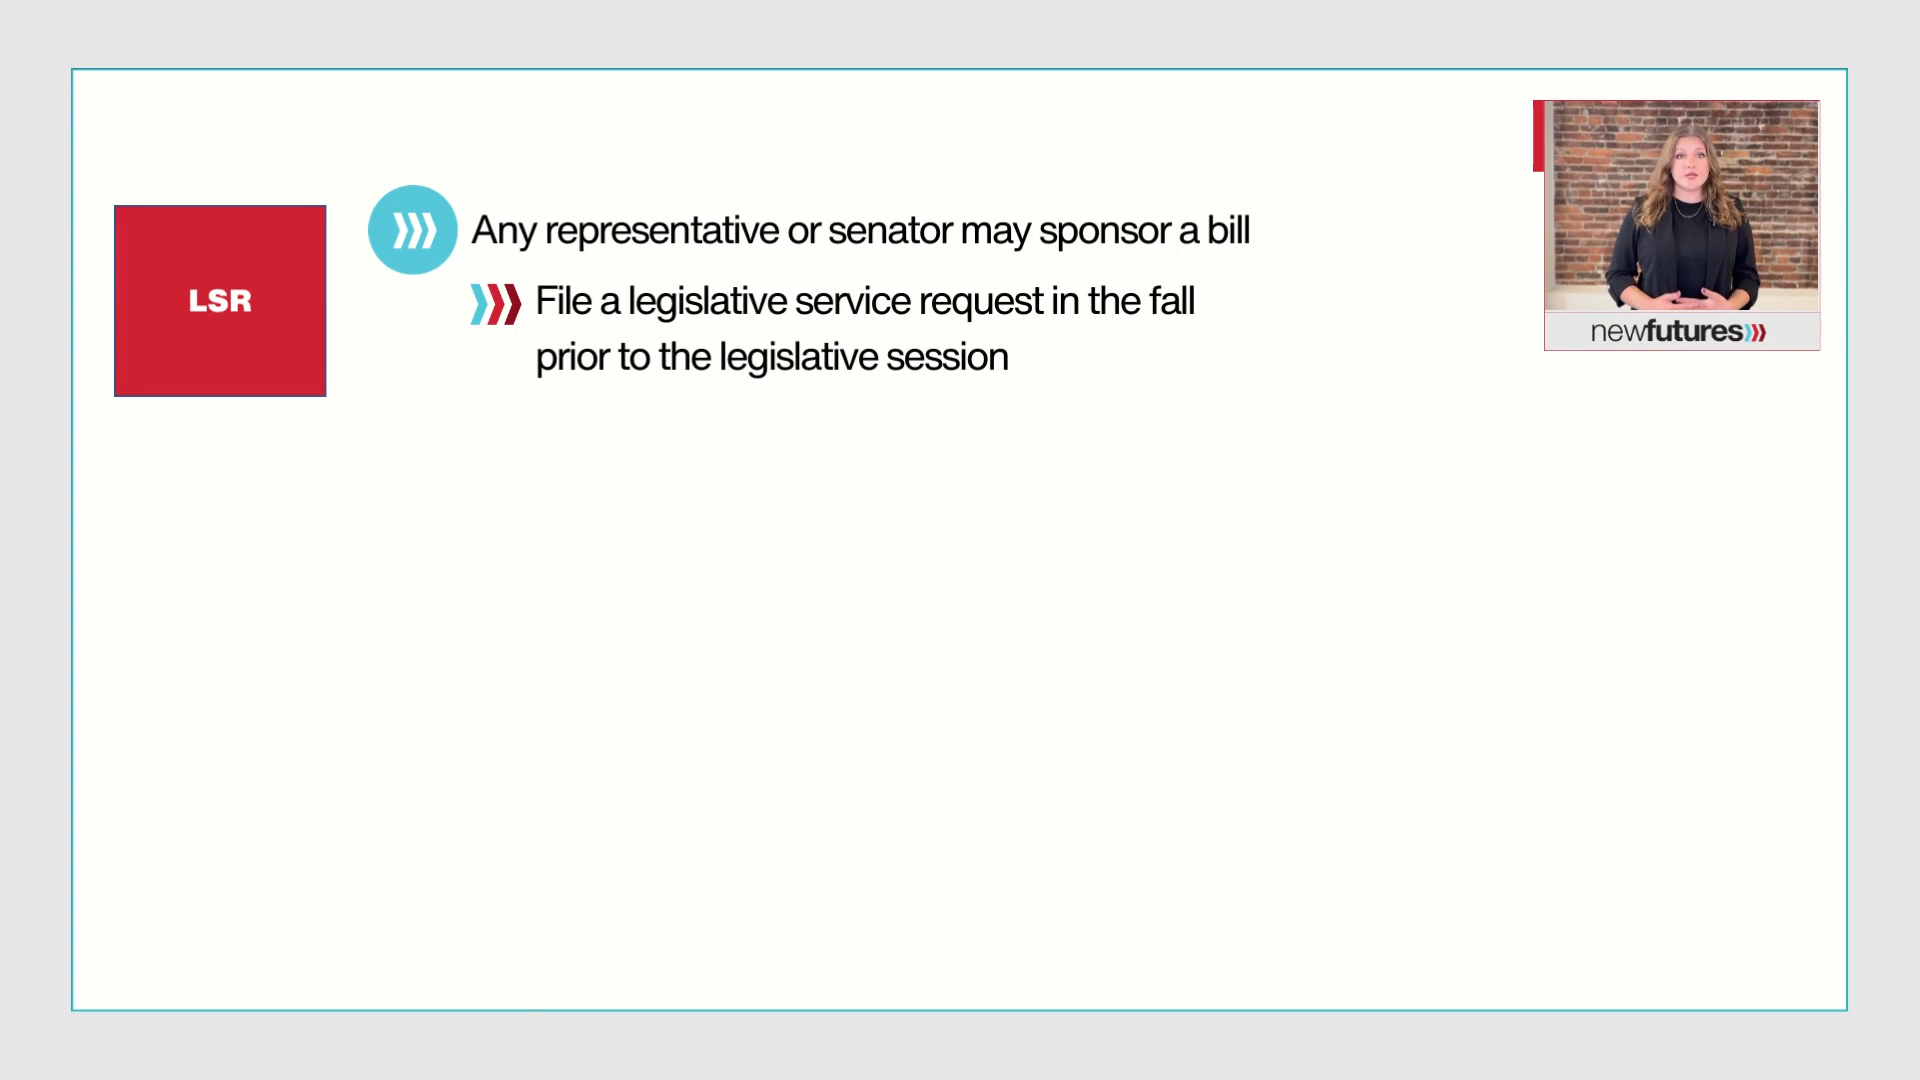 LSR
Any representative or senator may sponsor a bill
File a legislative service request in the fall
prior to the legislative session
newfutures